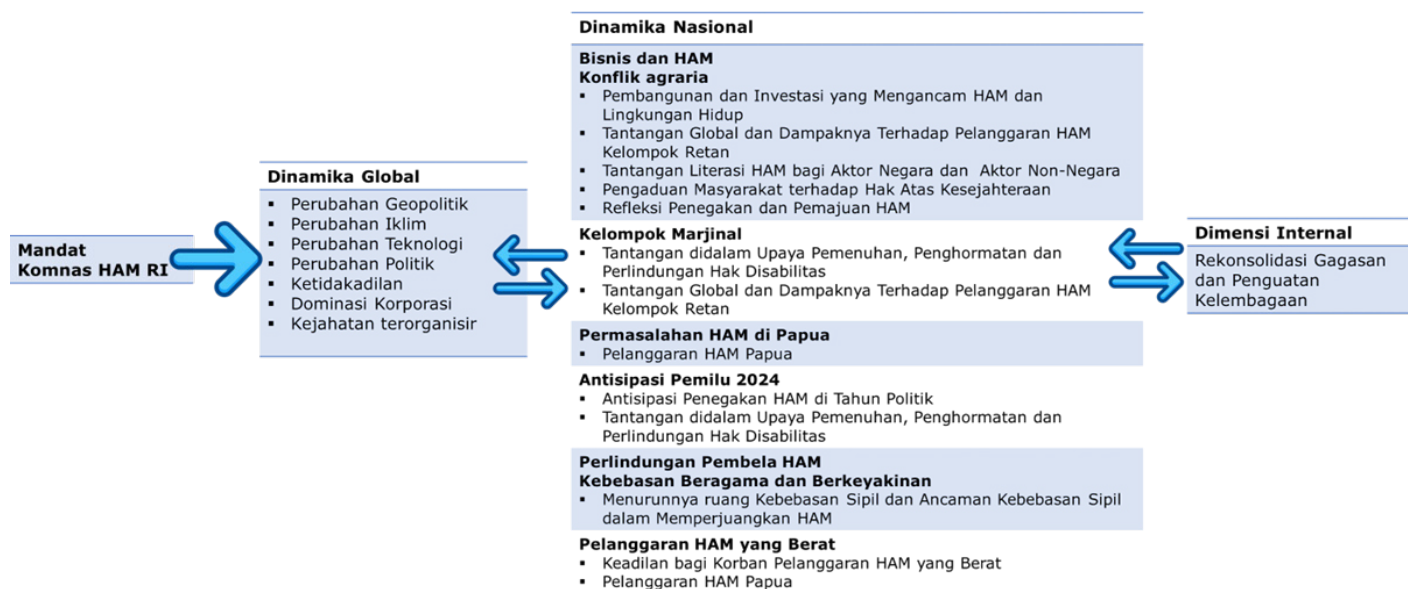 Mandat
Komnas HAM RI
Dinamika Global
▪ Perubahan Geopolitik
▪ Perubahan Iklim
▪ Perubahan Teknologi
▪ Perubahan Politik
▪ Ketidakadilan
▪ Dominasi Korporasi
▪ Kejahatan terorganisir
Dinamika Nasional
Bisnis dan HAM
Konflik agraria
▪ Pembangunan dan Investasi yang Mengancam HAM dan
Lingkungan Hidup
▪ Tantangan Global dan Dampaknya Terhadap Pelanggaran HAM
Kelompok Retan
▪ Tantangan Literasi HAM bagi Aktor Negara dan Aktor Non-Negara
▪ Pengaduan Masyarakat terhadap Hak Atas Kesejahteraan
▪ Refleksi Penegakan dan Pemajuan HAM
Kelompok Marjinal
▪ Tantangan didalam Upaya Pemenuhan, Penghormatan dan
Perlindungan Hak Disabilitas
▪ Tantangan Global dan Dampaknya Terhadap Pelanggaran HAM
Kelompok Retan
Permasalahan HAM di Papua
▪ Pelanggaran HAM Papua
Antisipasi Pemilu 2024
▪ Antisipasi Penegakan HAM di Tahun Politik
▪ Tantangan didalam Upaya Pemenuhan, Penghormatan dan
Perlindungan Hak Disabilitas
Perlindungan Pembela HAM
Kebebasan Beragama dan Berkeyakinan
▪ Menurunnya ruang Kebebasan Sipil dan Ancaman Kebebasan Sipil
dalam Memperjuangkan HAM
Pelanggaran HAM yang Berat
▪ Keadilan bagi Korban Pelanggaran HAM yang Berat
▪ Pelanggaran HAM Papua
Dimensi Internal
Rekonsolidasi Gagasan
dan Penguatan
Kelembagaan